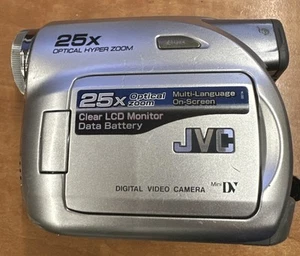 25x
OPTICAL HYPER ZOOM
25x Optical zoom
Multi-Language
On-Screen
Clear LCD Monitor
Data Battery
JVC
DIGITAL VIDEO CAMERA
Mini DV